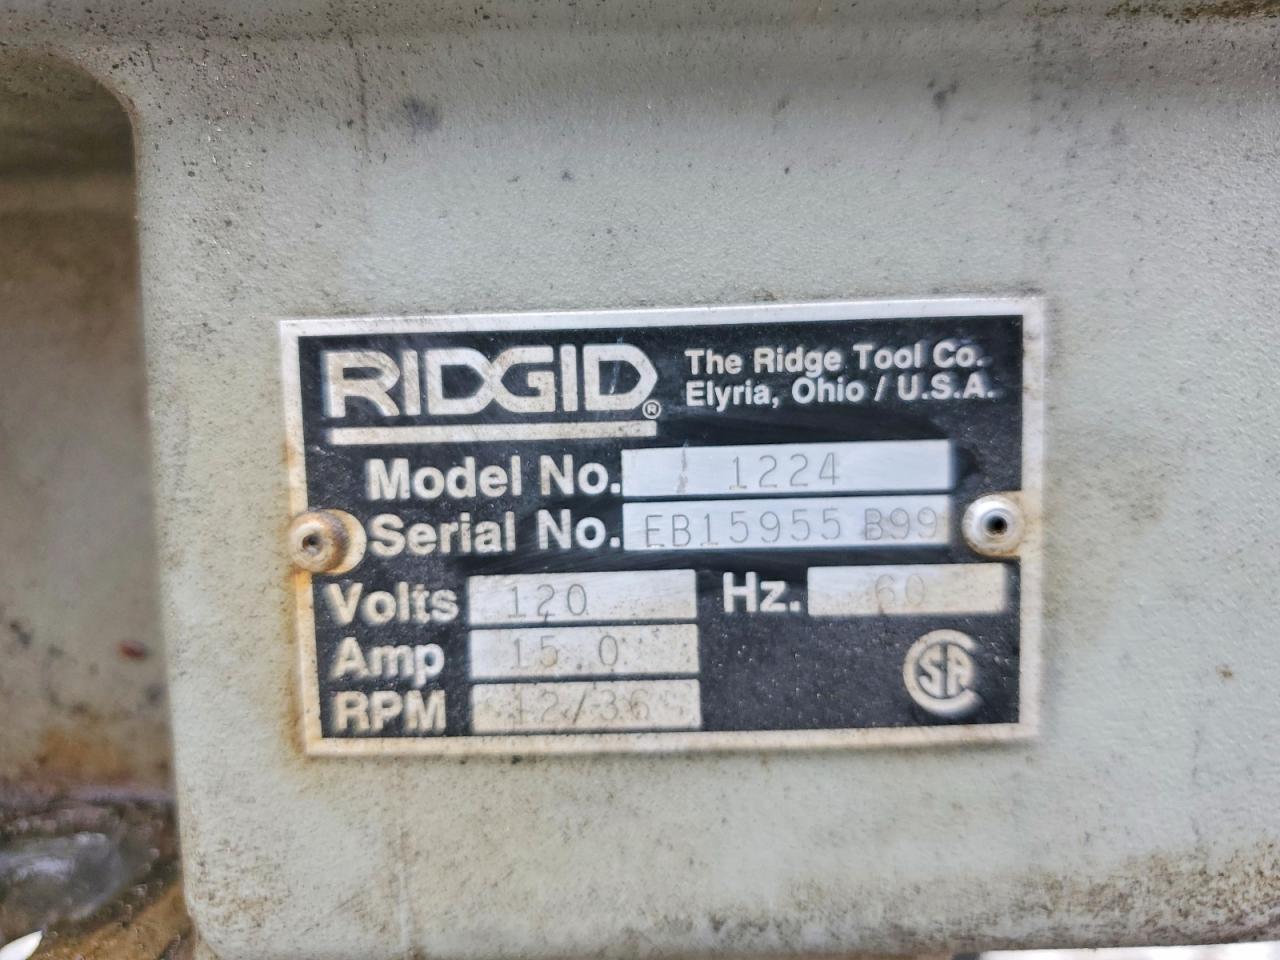 RIDGID® The Ridge Tool Co.
Elyria, Ohio / U.S.A.
Model No. 1224
Serial No. EB15955 B99
Volts 120 Hz. 60
Amp 15.0
RPM 12/36
CSA